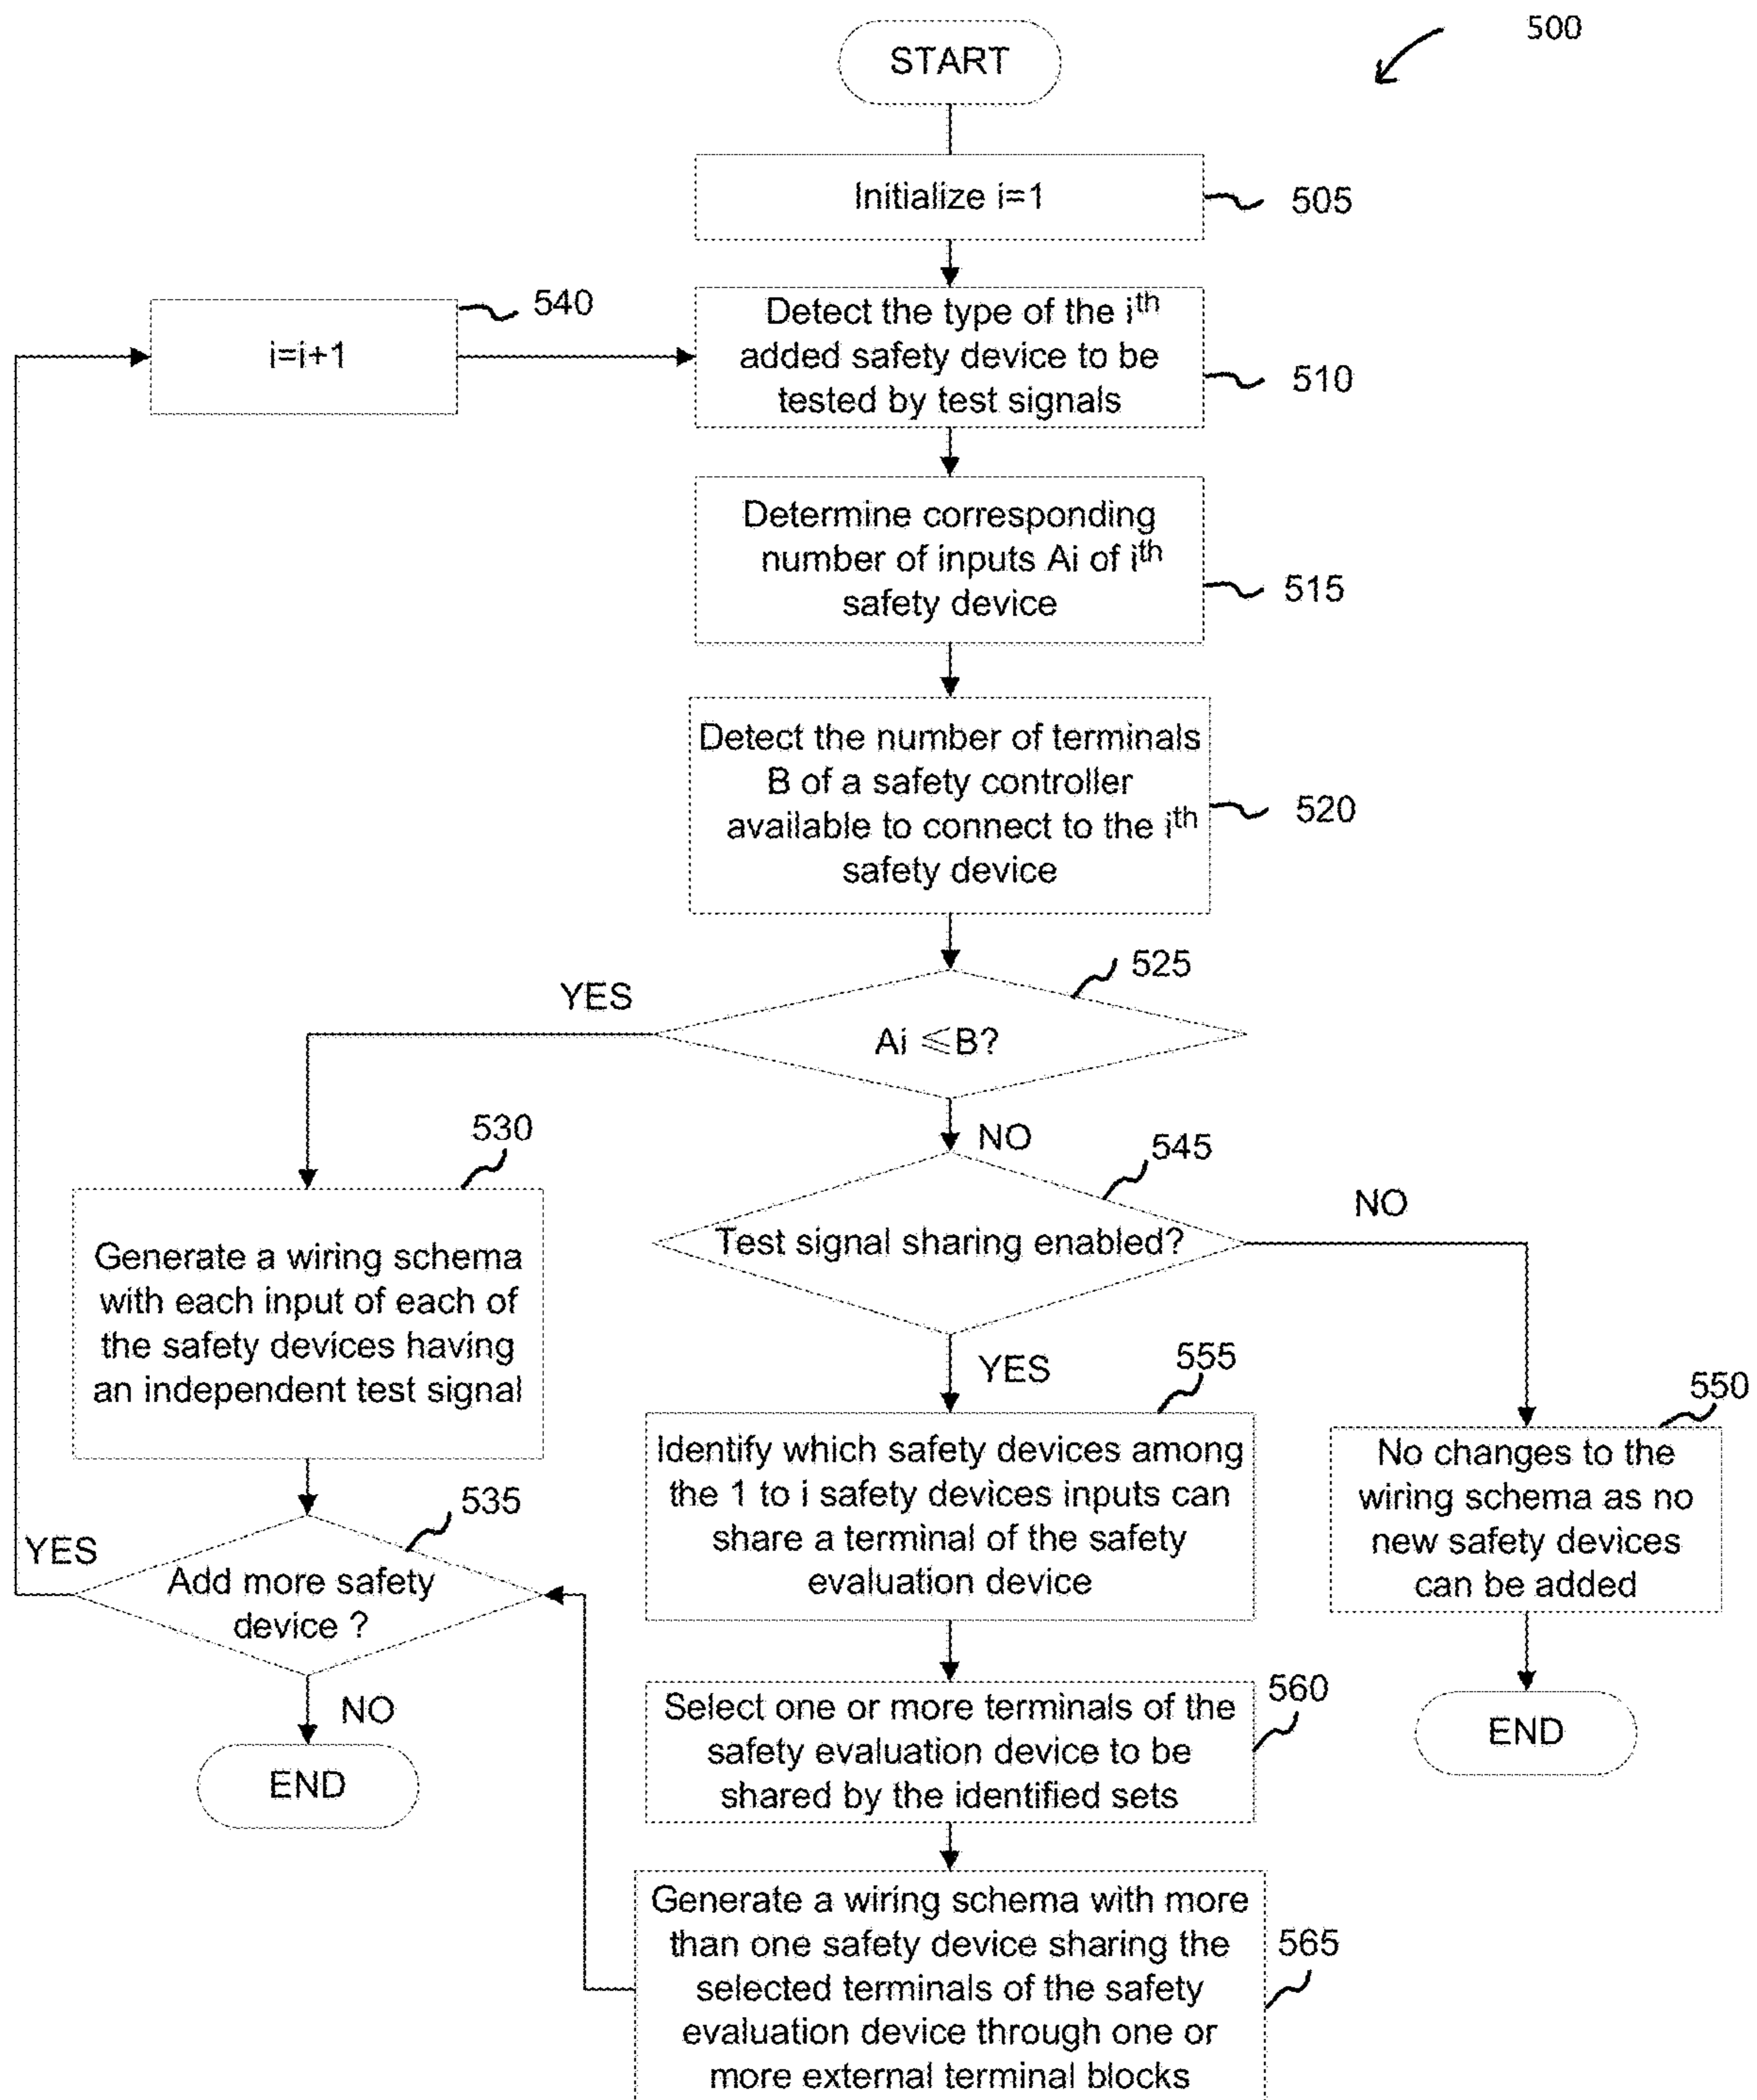 500
START
Initialize i=1
505
540
i=i+1
Detect the type of the ith
added safety device to be
tested by test signals
510
Determine corresponding
number of inputs Ai of ith
safety device
515
Detect the number of terminals
B of a safety controller
available to connect to the ith
safety device
520
525
YES
Ai ⩽B?
NO
530
Generate a wiring schema
with each input of each of
the safety devices having
an independent test signal
545
Test signal sharing enabled?
NO
YES
535
YES
Add more safety
device ?
NO
END
555
Identify which safety devices among
the 1 to i safety devices inputs can
share a terminal of the safety
evaluation device
550
No changes to the
wiring schema as no
new safety devices
can be added
END
560
Select one or more terminals of the
safety evaluation device to be
shared by the identified sets
Generate a wiring schema with more
than one safety device sharing the
selected terminals of the safety
evaluation device through one or
more external terminal blocks
565